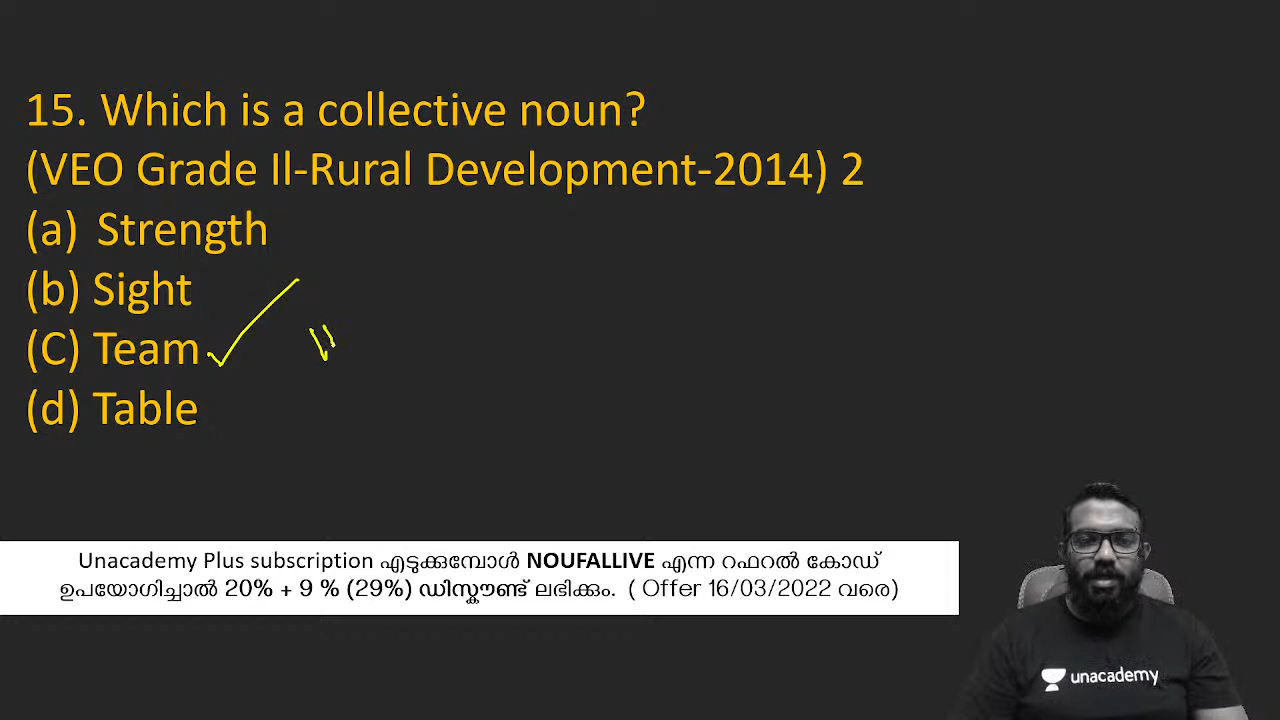 15. Which is a collective noun?
(VEO Grade Il-Rural Development-2014) 2
(a) Strength
(b) Sight
(C) Team
(d) Table
Unacademy Plus subscription എടുക്കുമ്പോൾ NOUFALLIVE എന്ന റഫറൽ കോഡ്
ഉപയോഗിച്ചാൽ 20% + 9 % (29%) ഡിസ്കൗണ്ട് ലഭിക്കും. ( Offer 16/03/2022 വരെ)
unacademy